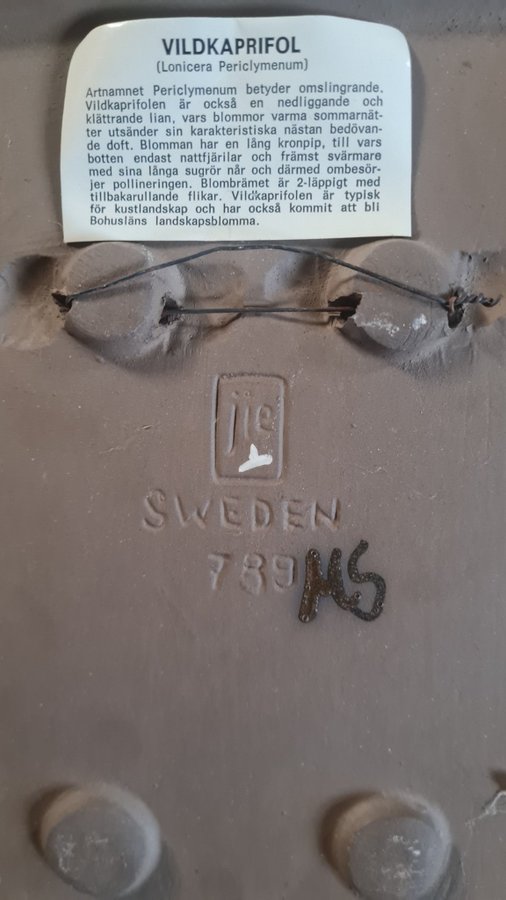 VILDKAPRIFOL
(Lonicera Periclymenum)
Artnamnet Periclymenum betyder omslingrande.
Vildkaprifolen är också en nedliggande och
klättrande lian, vars blommor varma sommarnät-
ter utsänder sin karakteristiska nästan bedövan-
de doft. Blomman har en lång kronpip, till vars
botten endast nattfjärilar och främst svärmare
med sina långa sugrör når och därmed ombesör-
jer pollineringen. Blombrämet är 2-läppigt med
tillbakarullande flikar. Vildkaprifolen är typisk
för kustlandskap och har också kommit att bli
Bohusläns landskapsblomma.
jie
SWEDEN
789 MS